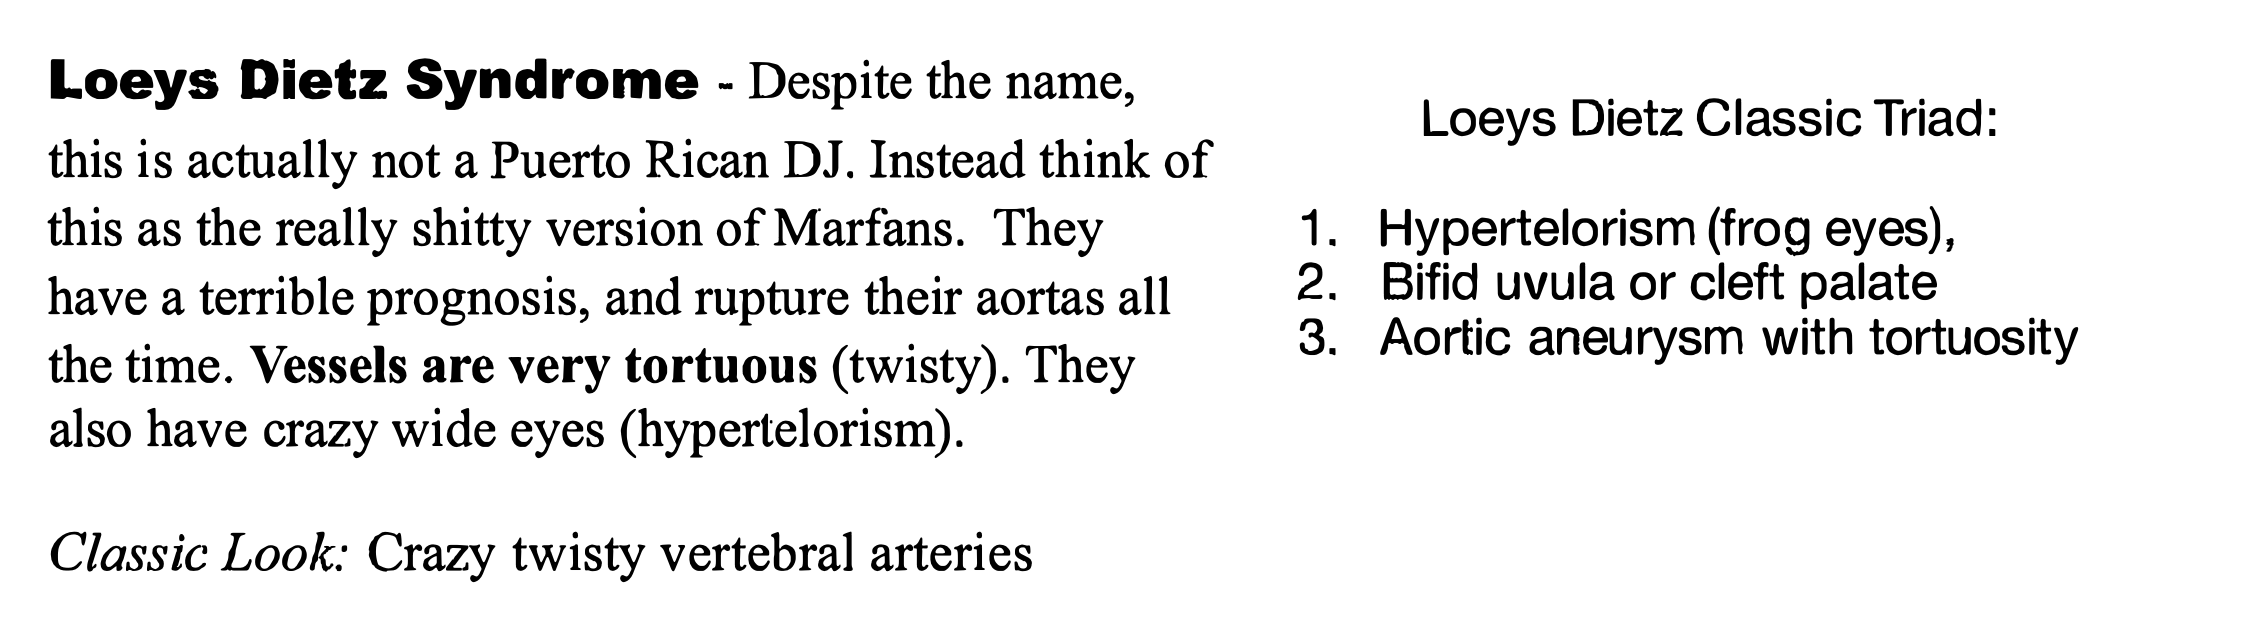 Loeys Dietz Syndrome - Despite the name,
this is actually not a Puerto Rican DJ. Instead think of
this as the really shitty version of Marfans. They
have a terrible prognosis, and rupture their aortas all
the time. Vessels are very tortuous (twisty). They
also have crazy wide eyes (hypertelorism).
Classic Look: Crazy twisty vertebral arteries
Loeys Dietz Classic Triad:
1. Hypertelorism (frog eyes),
2. Bifid uvula or cleft palate
3. Aortic aneurysm with tortuosity